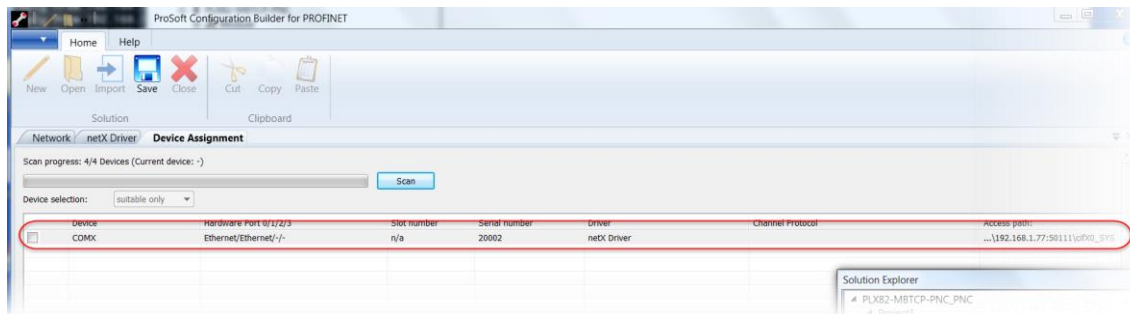 ProSoft Configuration Builder for PROFINET
Home Help
New Open Import Save Close Cut Copy Paste
Solution Clipboard
Network netX Driver Device Assignment
Scan progress: 4/4 Devices (Current device: -)
Scan
Device selection: suitable only
Device Hardware Port 0/1/2/3 Slot number Serial number Driver Channel Protocol Access path:
COMX Ethernet/Ethernet/-/- n/a 20002 netX Driver ...\192.168.1.77:50111\cifX0_SYS
Solution Explorer
PLX82-MBTCP-PNC_PNC
Project1